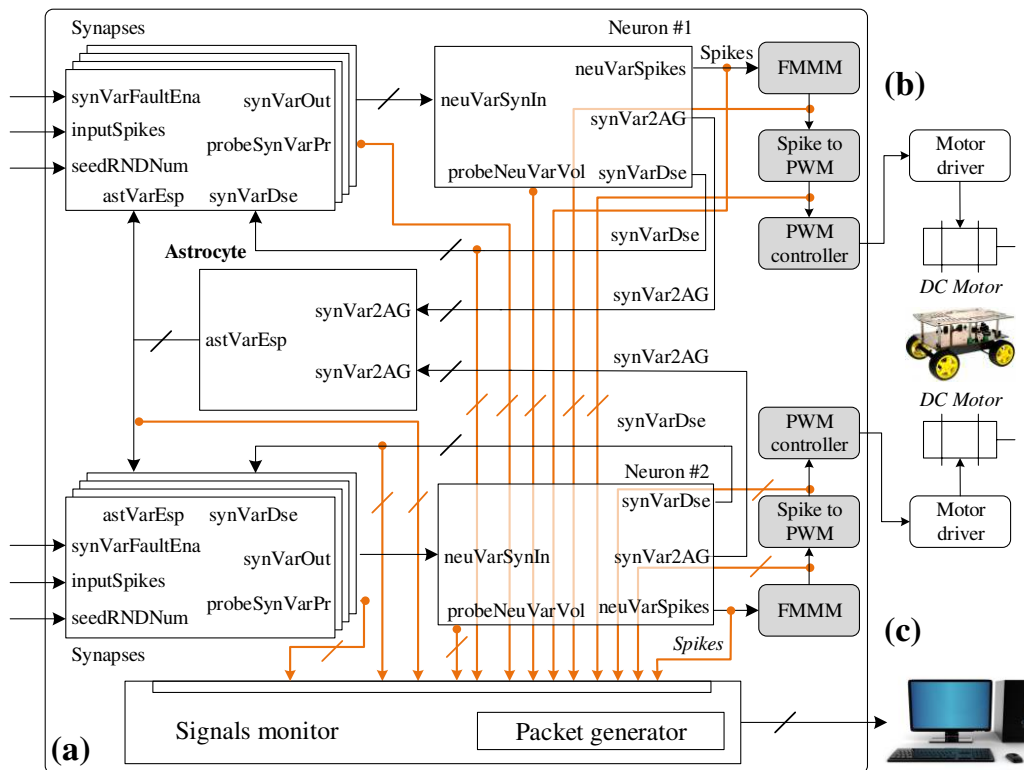 Synapses
Neuron #1
synVarFaultEna
inputSpikes
seedRNDNum
synVarOut
probeSynVarPr
astVarEsp
synVarDse
neuVarSynIn
neuVarSpikes
synVar2AG
probeNeuVarVol
synVarDse
Spikes
FMMM
(b)
Spike to
PWM
Motor
driver
PWM
controller
synVarDse
Astrocyte
DC Motor
synVar2AG
synVar2AG
astVarEsp
synVar2AG
synVar2AG
DC Motor
synVarDse
PWM
controller
Neuron #2
astVarEsp
synVarDse
synVarFaultEna
synVarOut
inputSpikes
probeSynVarPr
seedRNDNum
Synapses
synVarDse
neuVarSynIn
synVar2AG
neuVarSpikes
probeNeuVarVol
Spike to
PWM
Motor
driver
FMMM
Spikes
(c)
Signals monitor
Packet generator
(a)